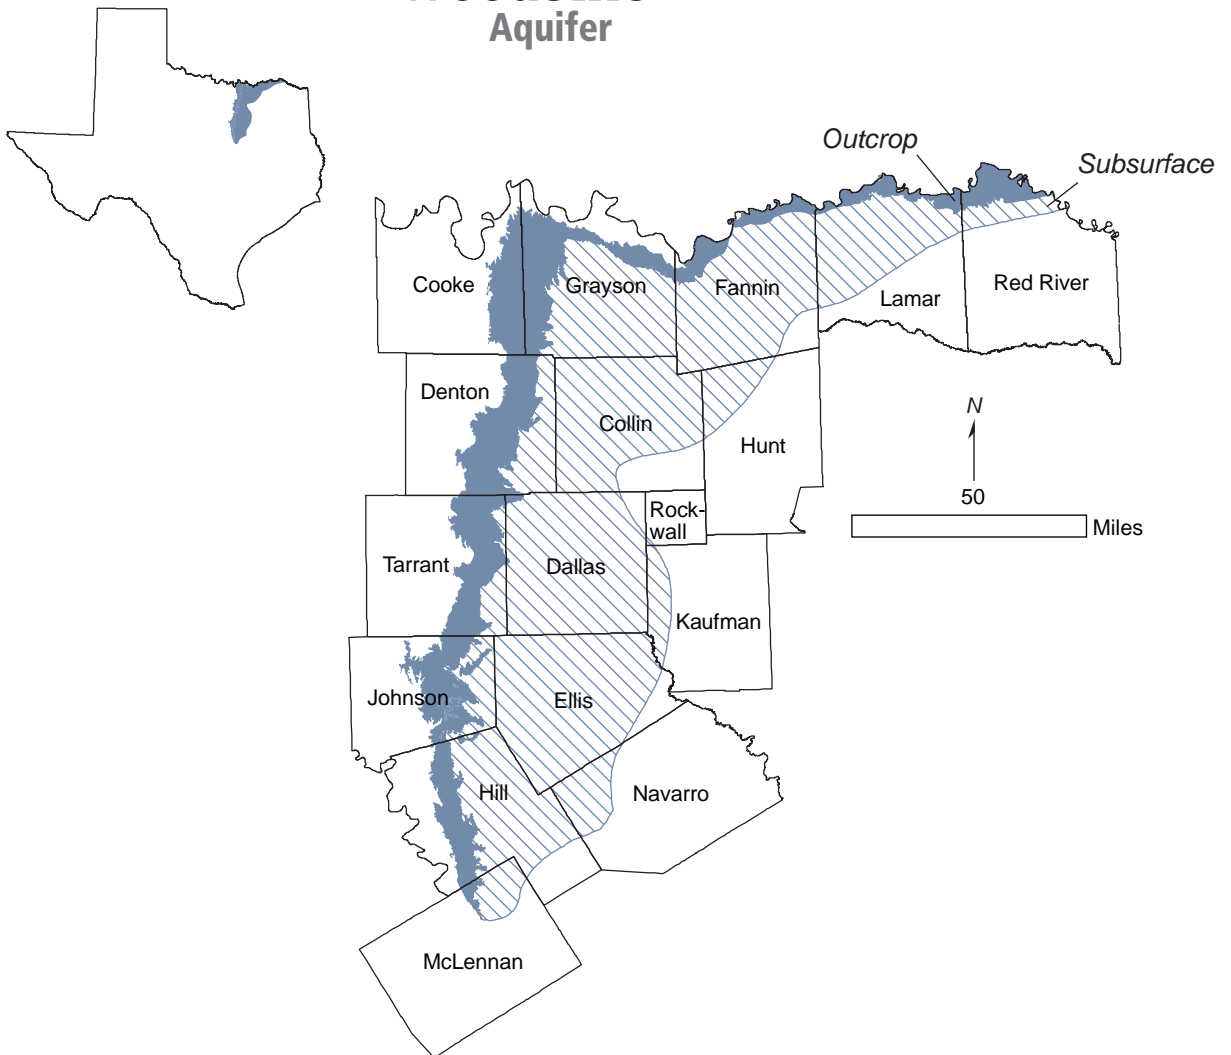 Aquifer
Outcrop
Subsurface
Cooke
Grayson
Fannin
Lamar
Red River
Denton
Collin
Hunt
N
50
Miles
Rock-
wall
Tarrant
Dallas
Kaufman
Johnson
Ellis
Hill
Navarro
McLennan